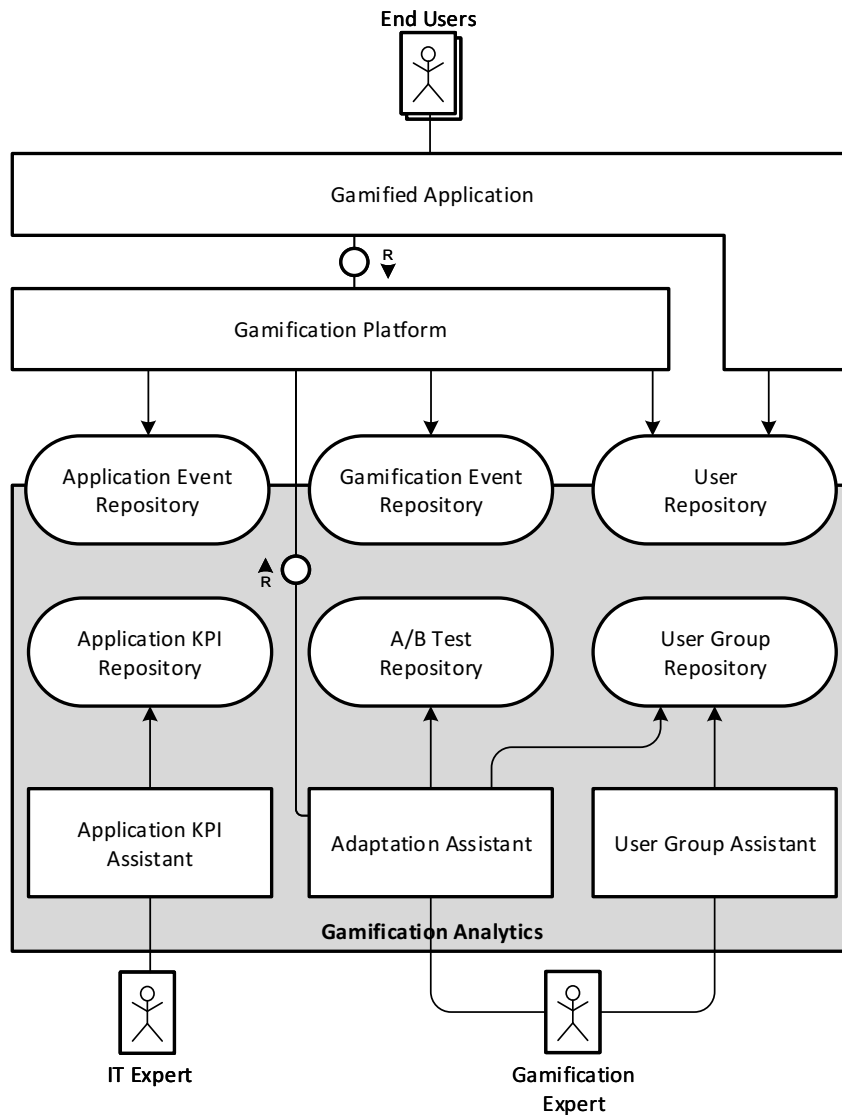 End Users
Gamified Application
R
Gamification Platform
Application Event
Repository
Gamification Event
Repository
User
Repository
R
Application KPI
Repository
A/B Test
Repository
User Group
Repository
Application KPI
Assistant
Adaptation Assistant
User Group Assistant
Gamification Analytics
IT Expert
Gamification
Expert